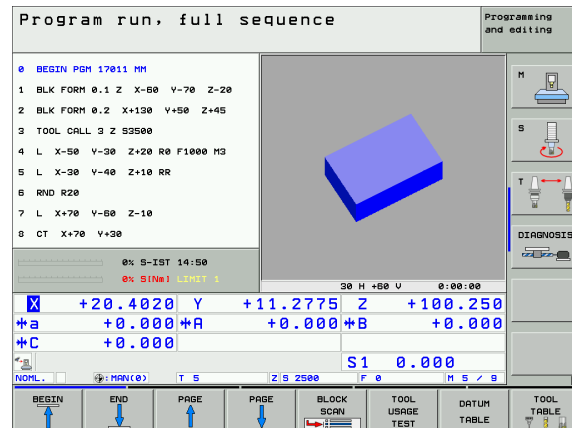 Program run, full sequence
Programming
and editing
0 BEGIN PGM 17011 MM
1 BLK FORM 0.1 Z X-60 Y-70 Z-20
2 BLK FORM 0.2 X+130 Y+50 Z+45
3 TOOL CALL 3 Z S3500
4 L X-50 Y-30 Z+20 R0 F1000 M3
5 L X-30 Y-40 Z+10 RR
6 RND R20
7 L X+70 Y-60 Z-10
8 CT X+70 Y+30
0% S-IST 14:50
0% S[Nm] LIMIT 1
30 H +60 V 0:00:00
X +20.4020 Y +11.2775 Z +100.250
a +0.000 A +0.000 B +0.000
C +0.000
S1 0.000
NOML. : MAN(0) T 5 Z S 2500 F 0 M 5 / 9
M
S
T
DIAGNOSIS
BEGIN
END
PAGE
PAGE
BLOCK
SCAN
TOOL
USAGE
TEST
DATUM
TABLE
TOOL
TABLE